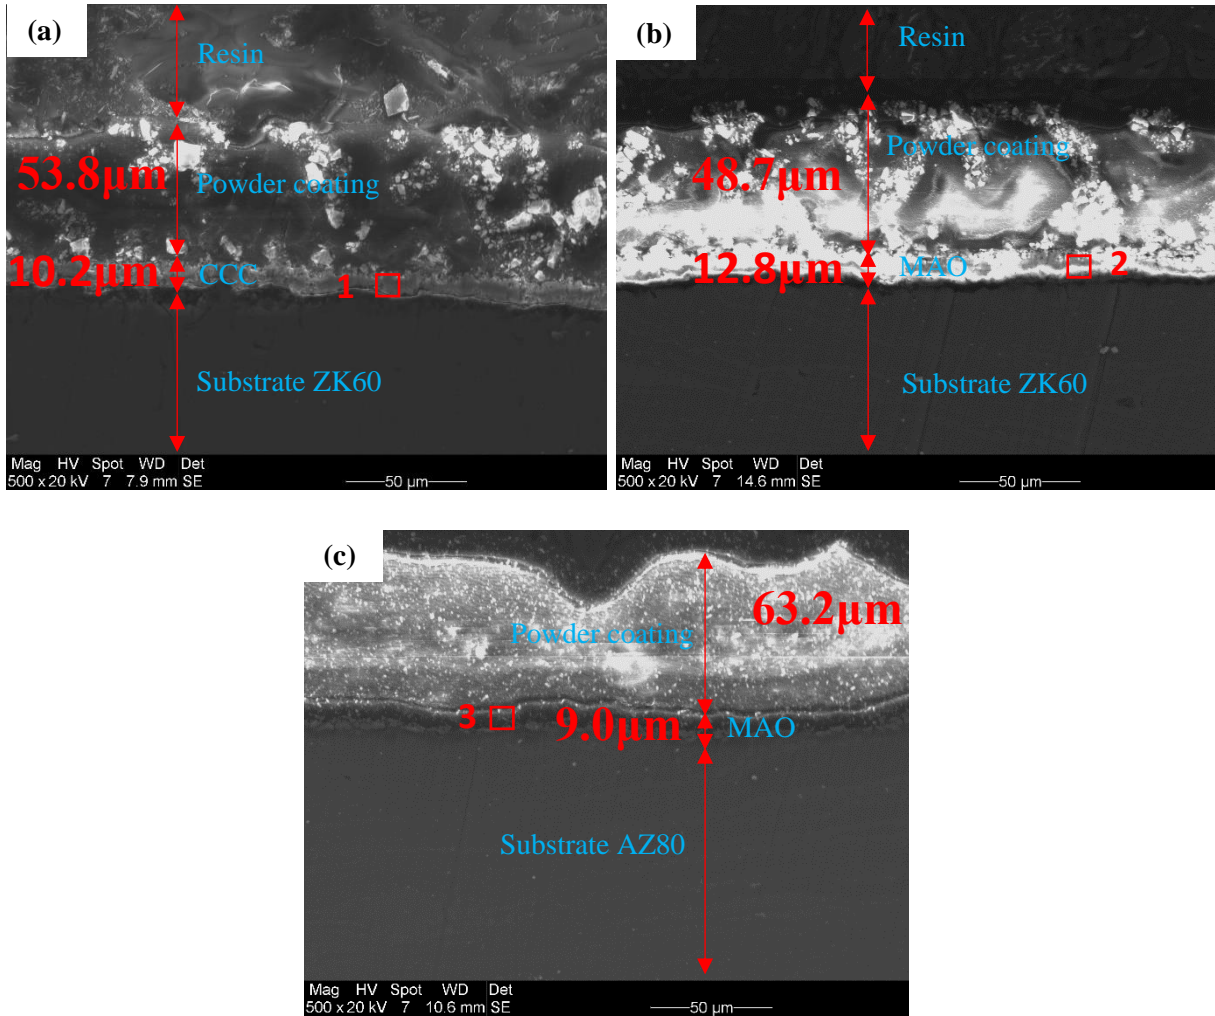 (a)
Resin
53.8μm
Powder coating
10.2μm
CCC
1
Substrate ZK60
Mag HV Spot WD Det
500 x 20 kV 7 7.9 mm SE 50 μm
(b)
Resin
Powder coating
48.7μm
12.8μm
MAO
2
Substrate ZK60
Mag HV Spot WD Det
500 x 20 kV 7 14.6 mm SE 50 μm
(c)
63.2μm
Powder coating
3
9.0μm
MAO
Substrate AZ80
Mag HV Spot WD Det
500 x 20 kV 7 10.6 mm SE 50 μm